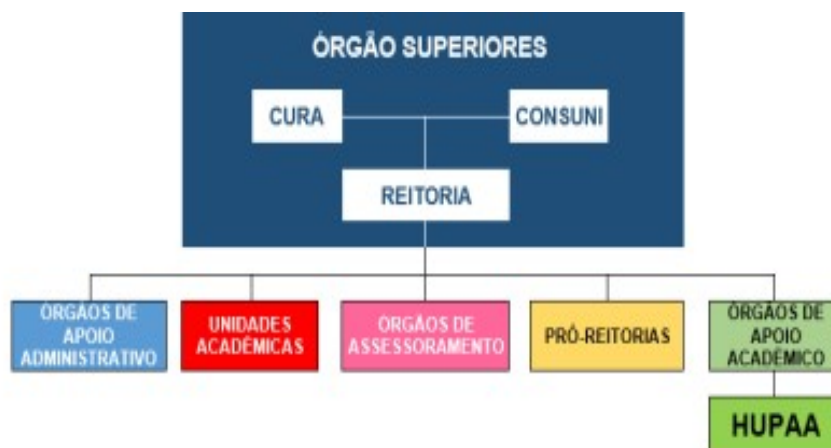 ÓRGÃO SUPERIORES
CURA
CONSUNI
REITORIA
ÓRGÃOS DE
APOIO
ADMINISTRATIVO
UNIDADES
ACADÊMICAS
ÓRGÃOS DE
ASSESSORAMENTO
PRÓ-REITORIAS
ÓRGÃOS DE
APOIO
ACADÊMICO
HUPAA